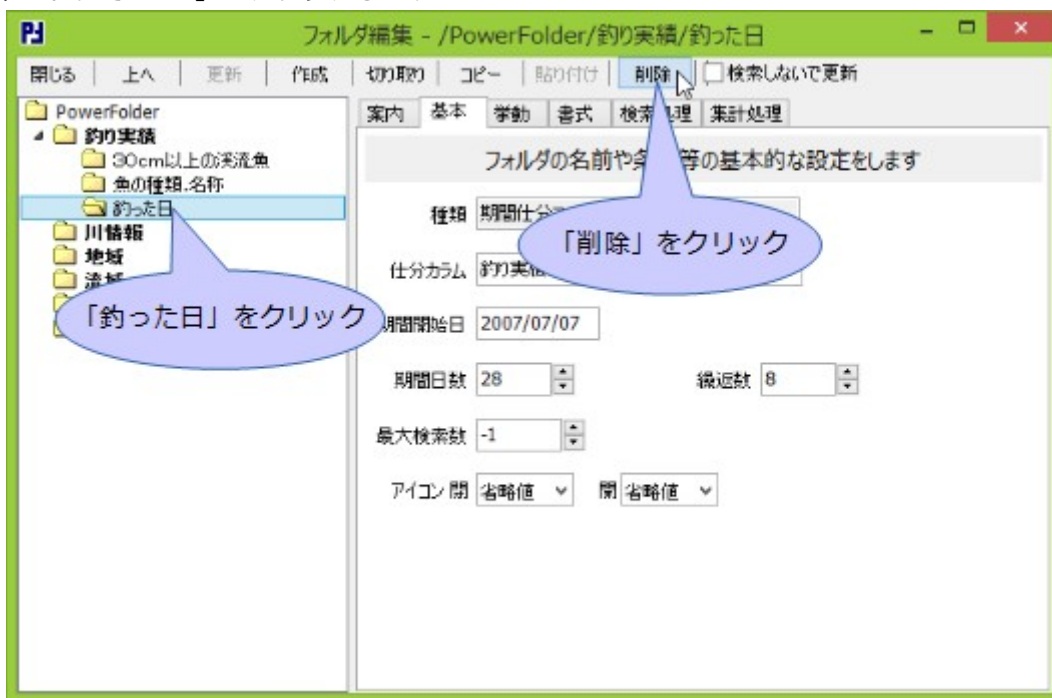 フォルダ編集 - /PowerFolder/釣り実績/釣った日
開じる 上へ 更新 作成 切り取り コピー 貼り付け 削除 検索しないで更新
PowerFolder
釣り実績
30cm以上の渓流魚
魚の種類.名称
釣った日
川情報
地域
「釣った日」をクリック
案内 基本 挙動 書式 集計処理
フォルダの名前や 等の基本的な設定をします
種類 期間仕分
「削除」をクリック
仕分カラム 釣り実績
期間開始日 2007/07/07
期間日数 28 繰返数 8
最大検索数 -1
アイコン 閉 省略値 開 省略値